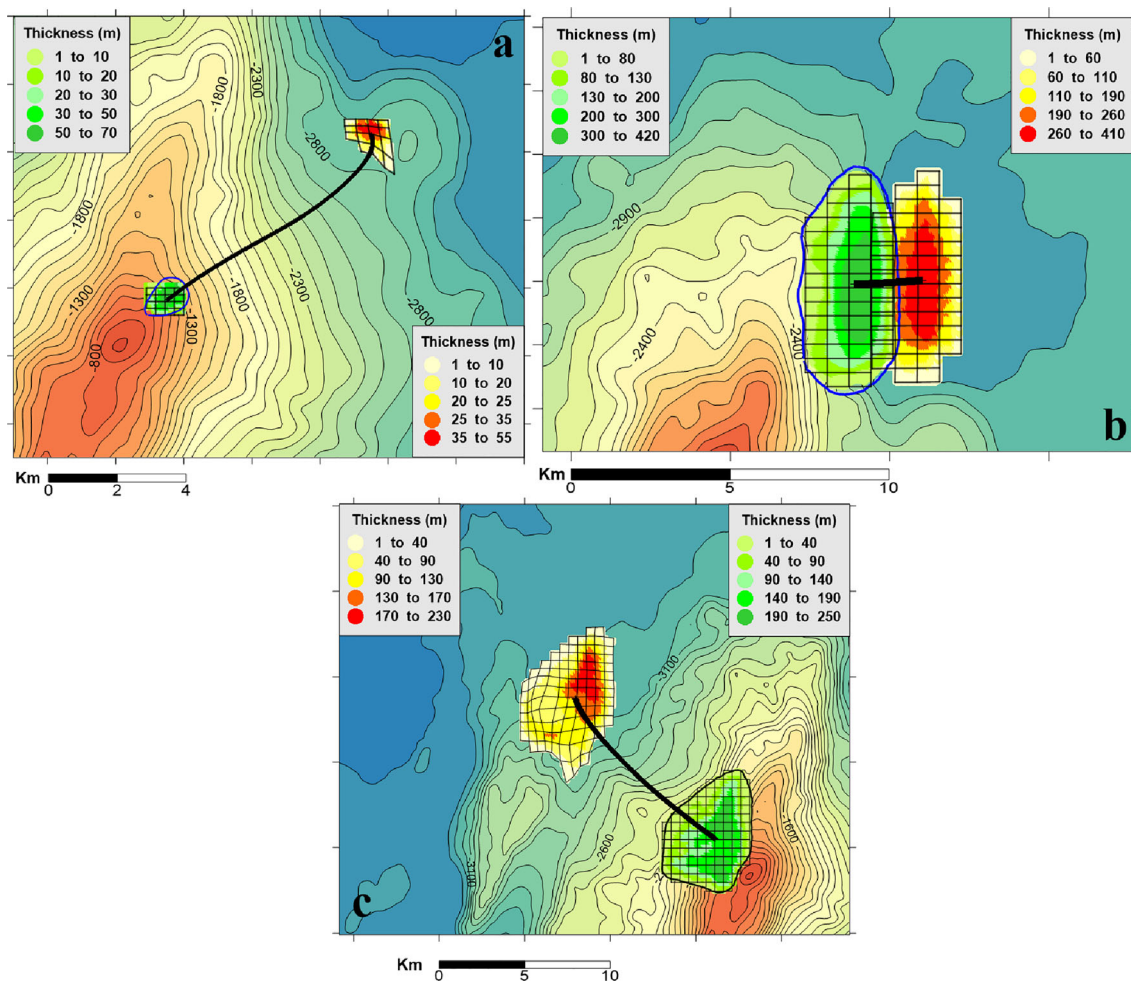 Thickness (m)
1 to 10
10 to 20
20 to 30
30 to 50
50 to 70
a
-2300
-1800
-2800
-1800
-1300
-1800
-2300
-1300
-2800
-800
Thickness (m)
1 to 10
10 to 20
20 to 25
25 to 35
35 to 55
Km
0 2 4
Thickness (m)
1 to 80
80 to 130
130 to 200
200 to 300
300 to 420
Thickness (m)
1 to 60
60 to 110
110 to 190
190 to 260
260 to 410
-2900
-2400
-2400
b
Km
0 5 10
Thickness (m)
1 to 40
40 to 90
90 to 130
130 to 170
170 to 230
Thickness (m)
1 to 40
40 to 90
90 to 140
140 to 190
190 to 250
-3100
-1600
-2600
-3100
c
Km
0 5 10